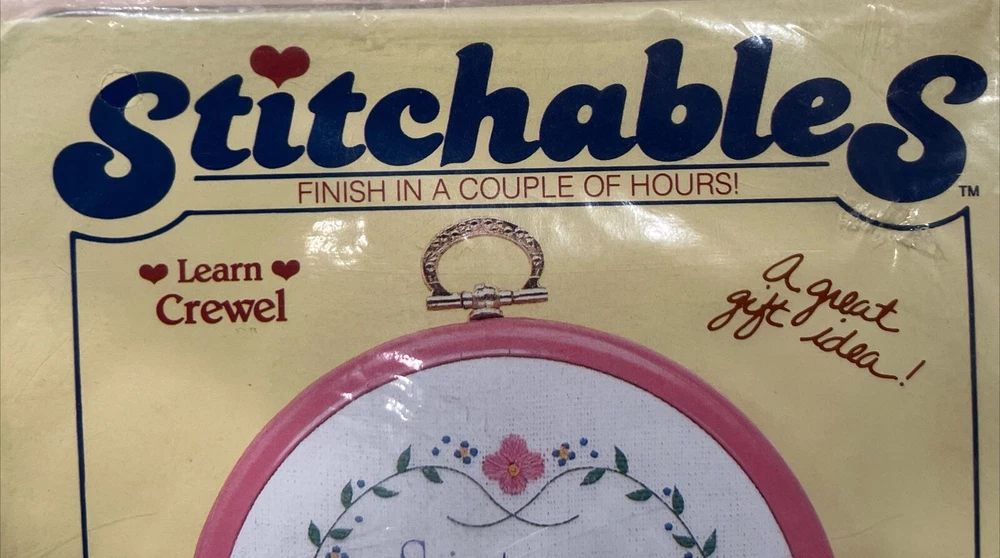 StitchableS
TM
FINISH IN A COUPLE OF HOURS!
Learn
Crewel
A great
gift idea!